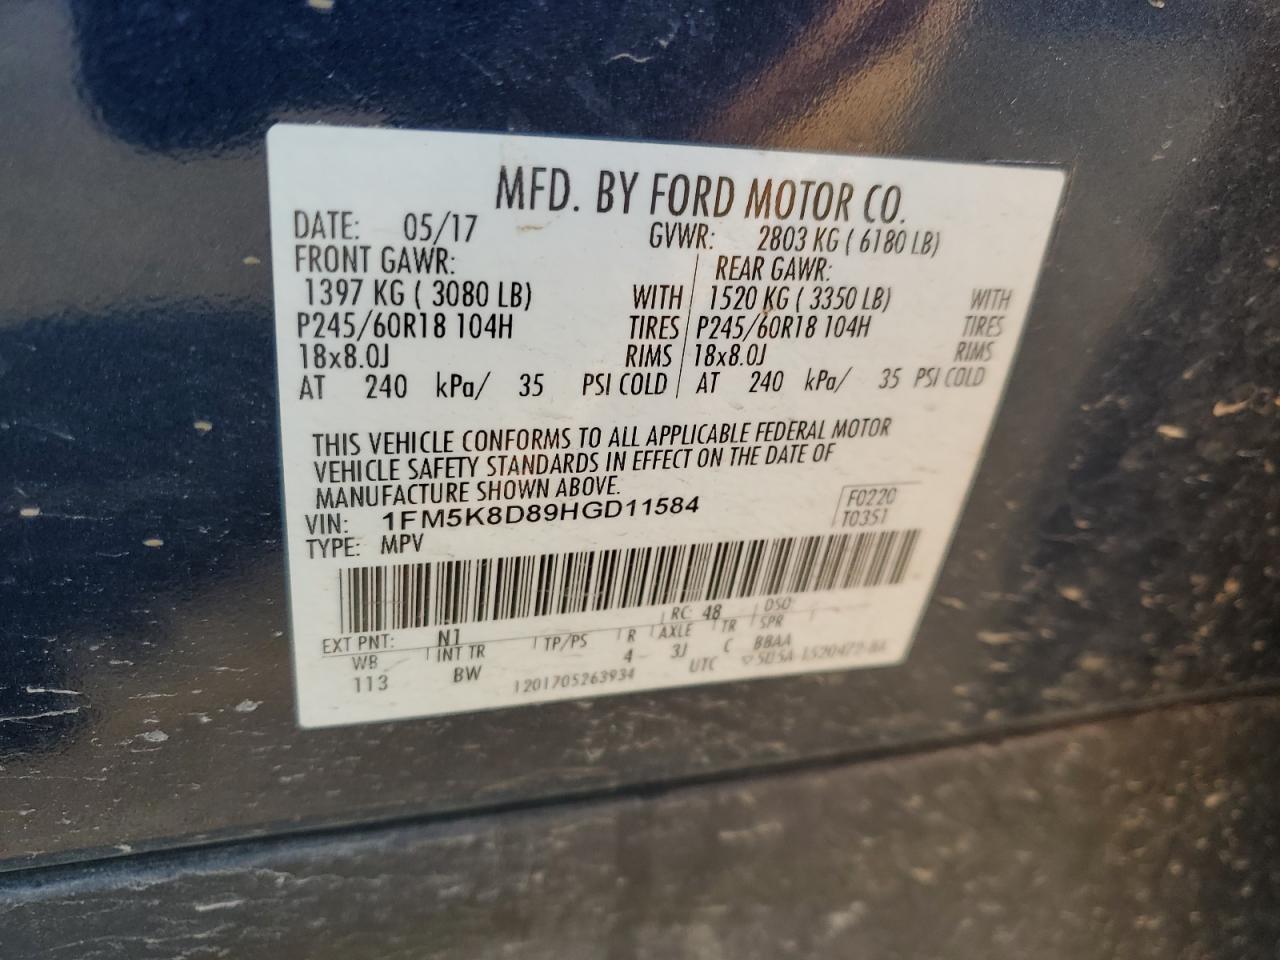 MFD. BY FORD MOTOR CO.
DATE: 05/17 GVWR: 2803 KG ( 6180 LB)
FRONT GAWR: REAR GAWR:
1397 KG ( 3080 LB) WITH 1520 KG ( 3350 LB) WITH
P245/60R18 104H TIRES P245/60R18 104H TIRES
18x8.0J RIMS 18x8.0J RIMS
AT 240 kPa/ 35 PSI COLD AT 240 kPa/ 35 PSI COLD
THIS VEHICLE CONFORMS TO ALL APPLICABLE FEDERAL MOTOR
VEHICLE SAFETY STANDARDS IN EFFECT ON THE DATE OF
MANUFACTURE SHOWN ABOVE.
VIN: 1FM5K8D89HGD11584 F0220
TYPE: MPV T0351
EXT PNT: N1 RC: 48 DSO:
WB INT TR TP/PS R AXLE TR SPR
113 BW 4 3J C BBAA
1201705263934 UTC